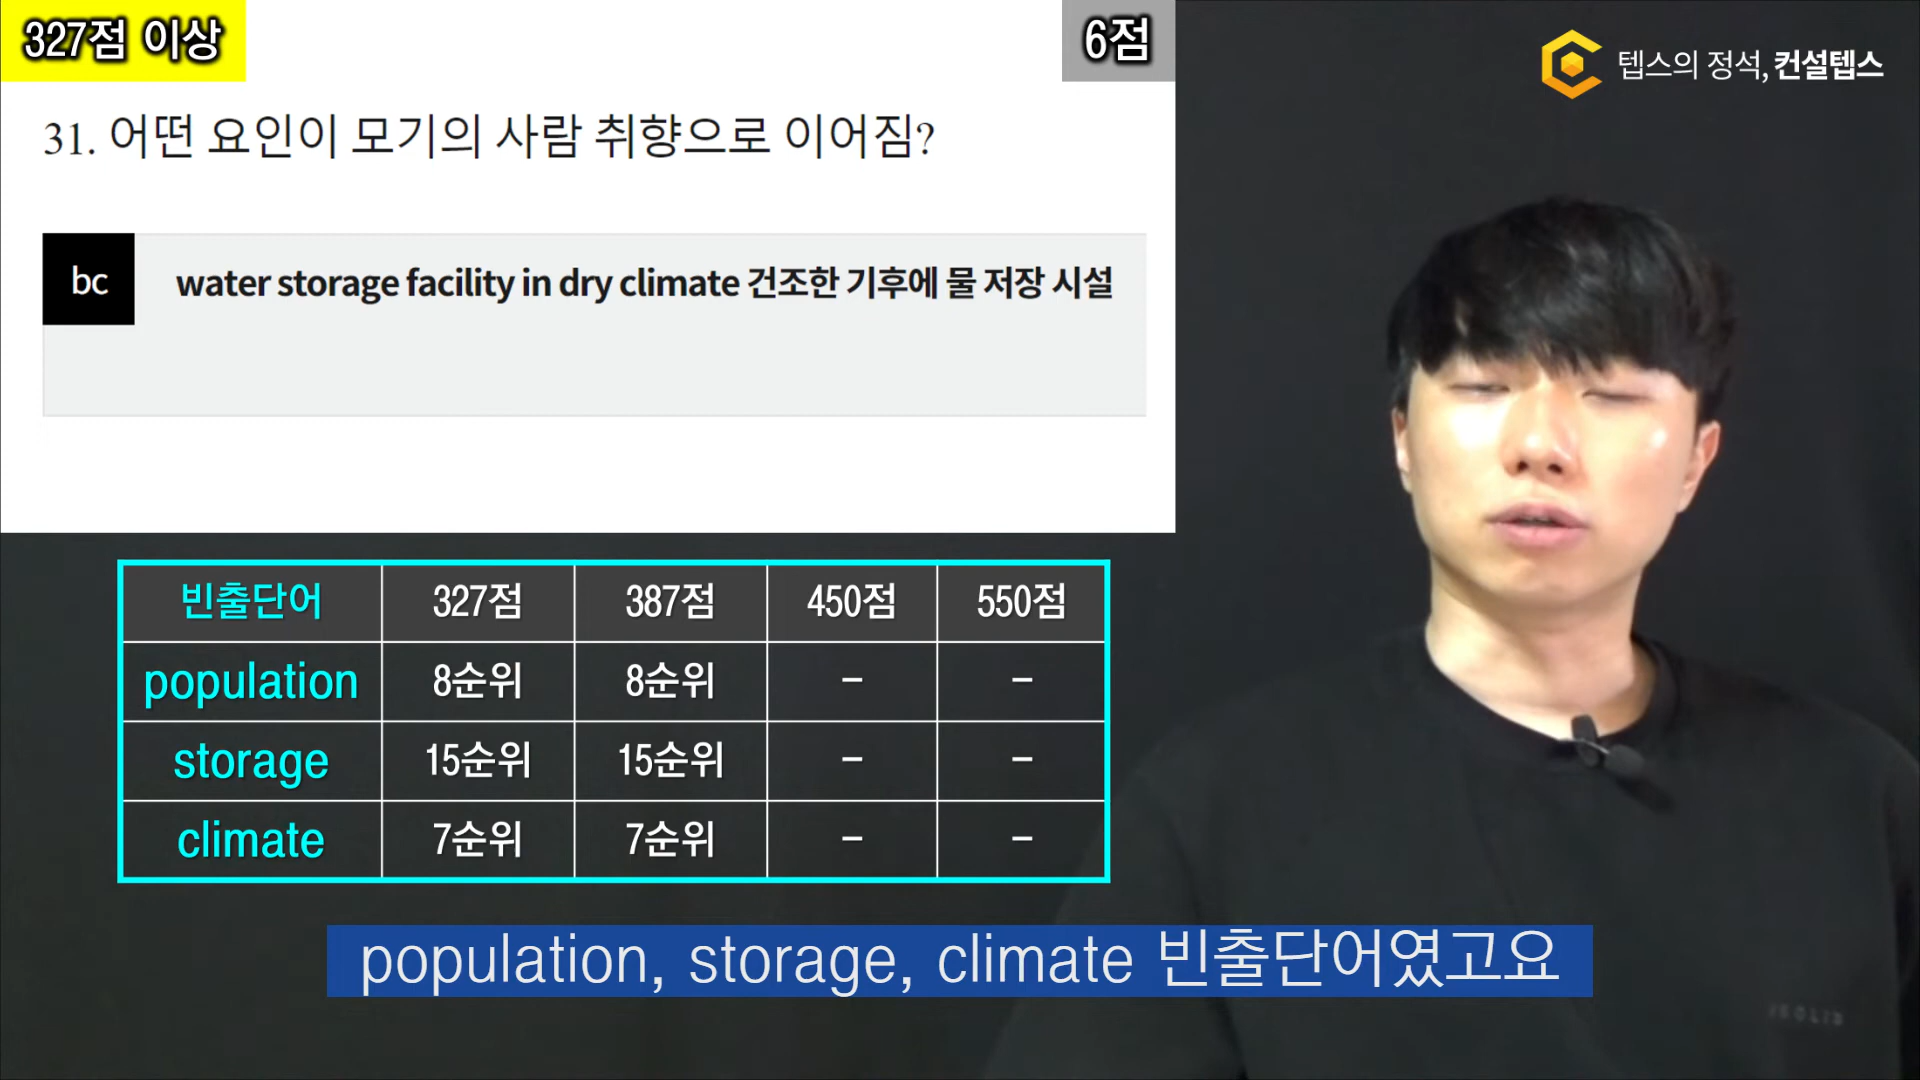 327점 이상
6점
텝스의 정석, 컨설텝스
31. 어떤 요인이 모기의 사람 취향으로 이어짐?
bc
water storage facility in dry climate 건조한 기후에 물 저장 시설
빈출단어 327점 387점 450점 550점
population 8순위 8순위 - -
storage 15순위 15순위 - -
climate 7순위 7순위 - -
population, storage, climate 빈출단어였고요